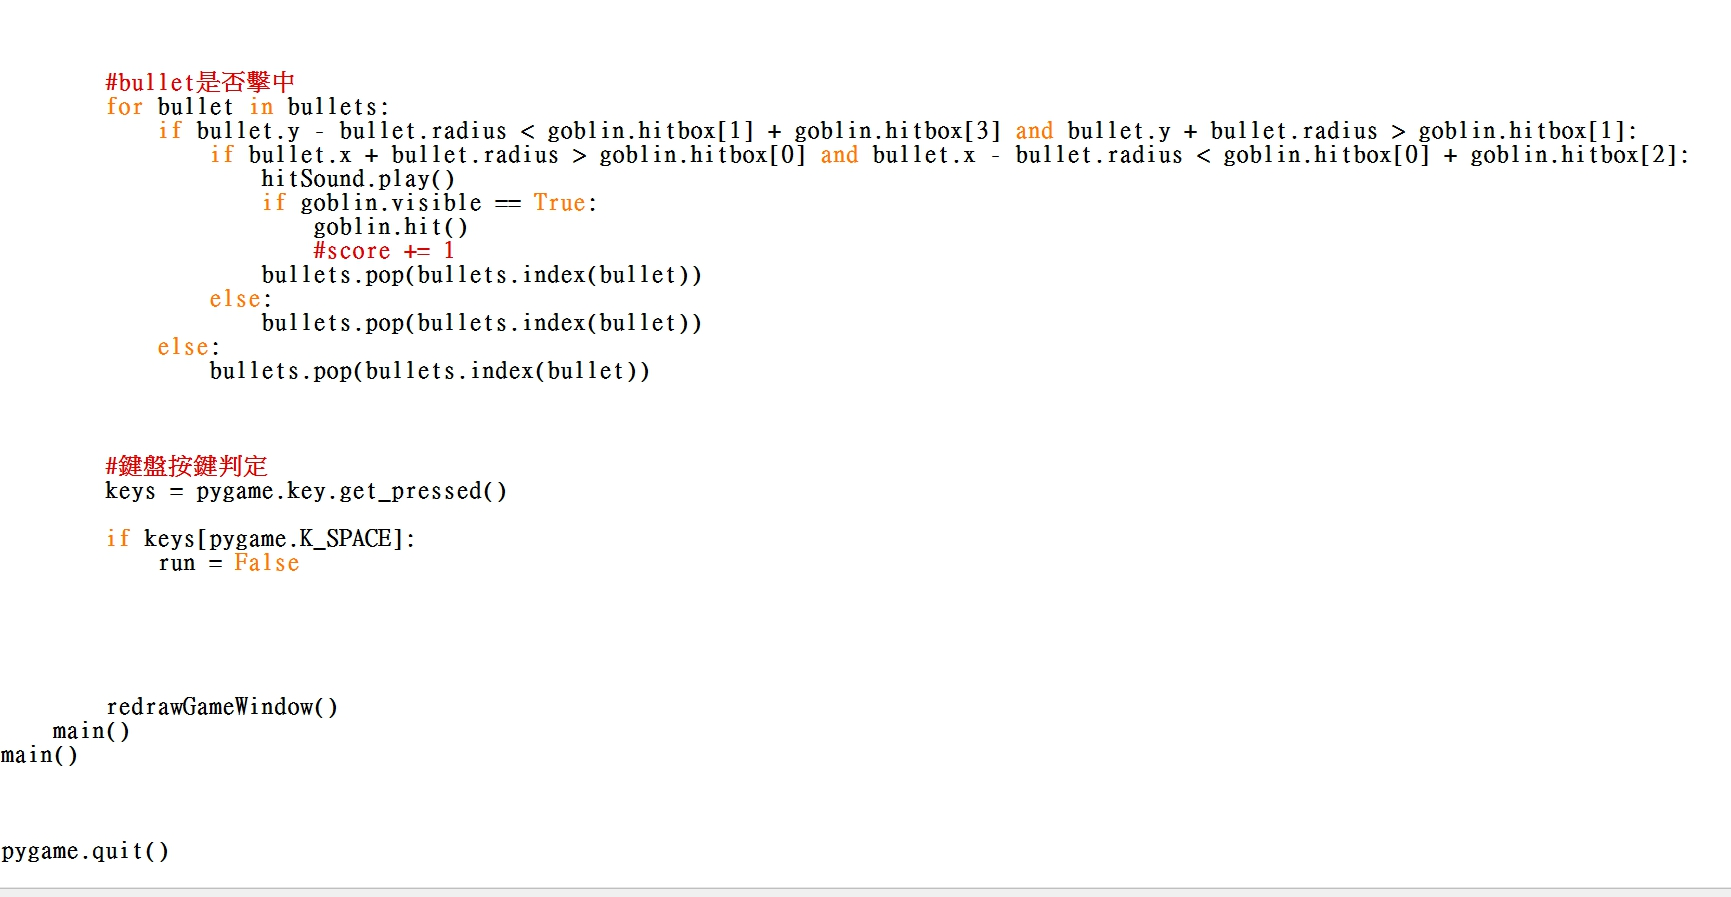 #bullet是否擊中
for bullet in bullets:
    if bullet.y - bullet.radius < goblin.hitbox[1] + goblin.hitbox[3] and bullet.y + bullet.radius > goblin.hitbox[1]:
        if bullet.x + bullet.radius > goblin.hitbox[0] and bullet.x - bullet.radius < goblin.hitbox[0] + goblin.hitbox[2]:
            hitSound.play()
            if goblin.visible == True:
                goblin.hit()
                #score += 1
            bullets.pop(bullets.index(bullet))
        else:
            bullets.pop(bullets.index(bullet))
    else:
        bullets.pop(bullets.index(bullet))
#鍵盤按鍵判定
keys = pygame.key.get_pressed()
if keys[pygame.K_SPACE]:
    run = False
redrawGameWindow()
main()
main()
pygame.quit()